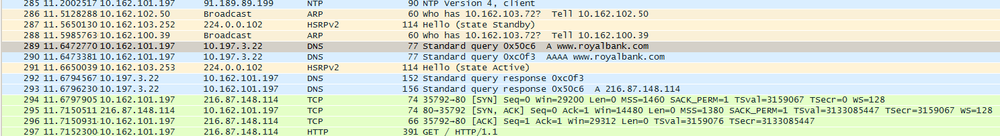 285 11.2002517 10.162.101.197 91.189.89.199 NTP 90 NTP Version 4, client
286 11.5128288 10.162.102.50 Broadcast ARP 60 Who has 10.162.103.72? Tell 10.162.102.50
287 11.5650130 10.162.103.252 224.0.0.102 HSRPv2 114 Hello (state Standby)
288 11.5985763 10.162.100.39 Broadcast ARP 60 Who has 10.162.103.72? Tell 10.162.100.39
289 11.6472770 10.162.101.197 10.197.3.22 DNS 77 Standard query 0x50c6 A www.royalbank.com
290 11.6473381 10.162.101.197 10.197.3.22 DNS 77 Standard query 0xc0f3 AAAA www.royalbank.com
291 11.6650039 10.162.103.253 224.0.0.102 HSRPv2 114 Hello (state Active)
292 11.6794567 10.197.3.22 10.162.101.197 DNS 152 Standard query response 0xc0f3
293 11.6796230 10.197.3.22 10.162.101.197 DNS 156 Standard query response 0x50c6 A 216.87.148.114
294 11.6797905 10.162.101.197 216.87.148.114 TCP 74 35792→80 [SYN] Seq=0 Win=29200 Len=0 MSS=1460 SACK_PERM=1 TSval=3159067 TSecr=0 WS=128
295 11.7150511 216.87.148.114 10.162.101.197 TCP 74 80→35792 [SYN, ACK] Seq=0 Ack=1 Win=14480 Len=0 MSS=1380 SACK_PERM=1 TSval=3133085447 TSecr=3159067 WS=128
296 11.7150931 10.162.101.197 216.87.148.114 TCP 66 35792→80 [ACK] Seq=1 Ack=1 Win=29312 Len=0 TSval=3159076 TSecr=3133085447
297 11.7152300 10.162.101.197 216.87.148.114 HTTP 391 GET / HTTP/1.1